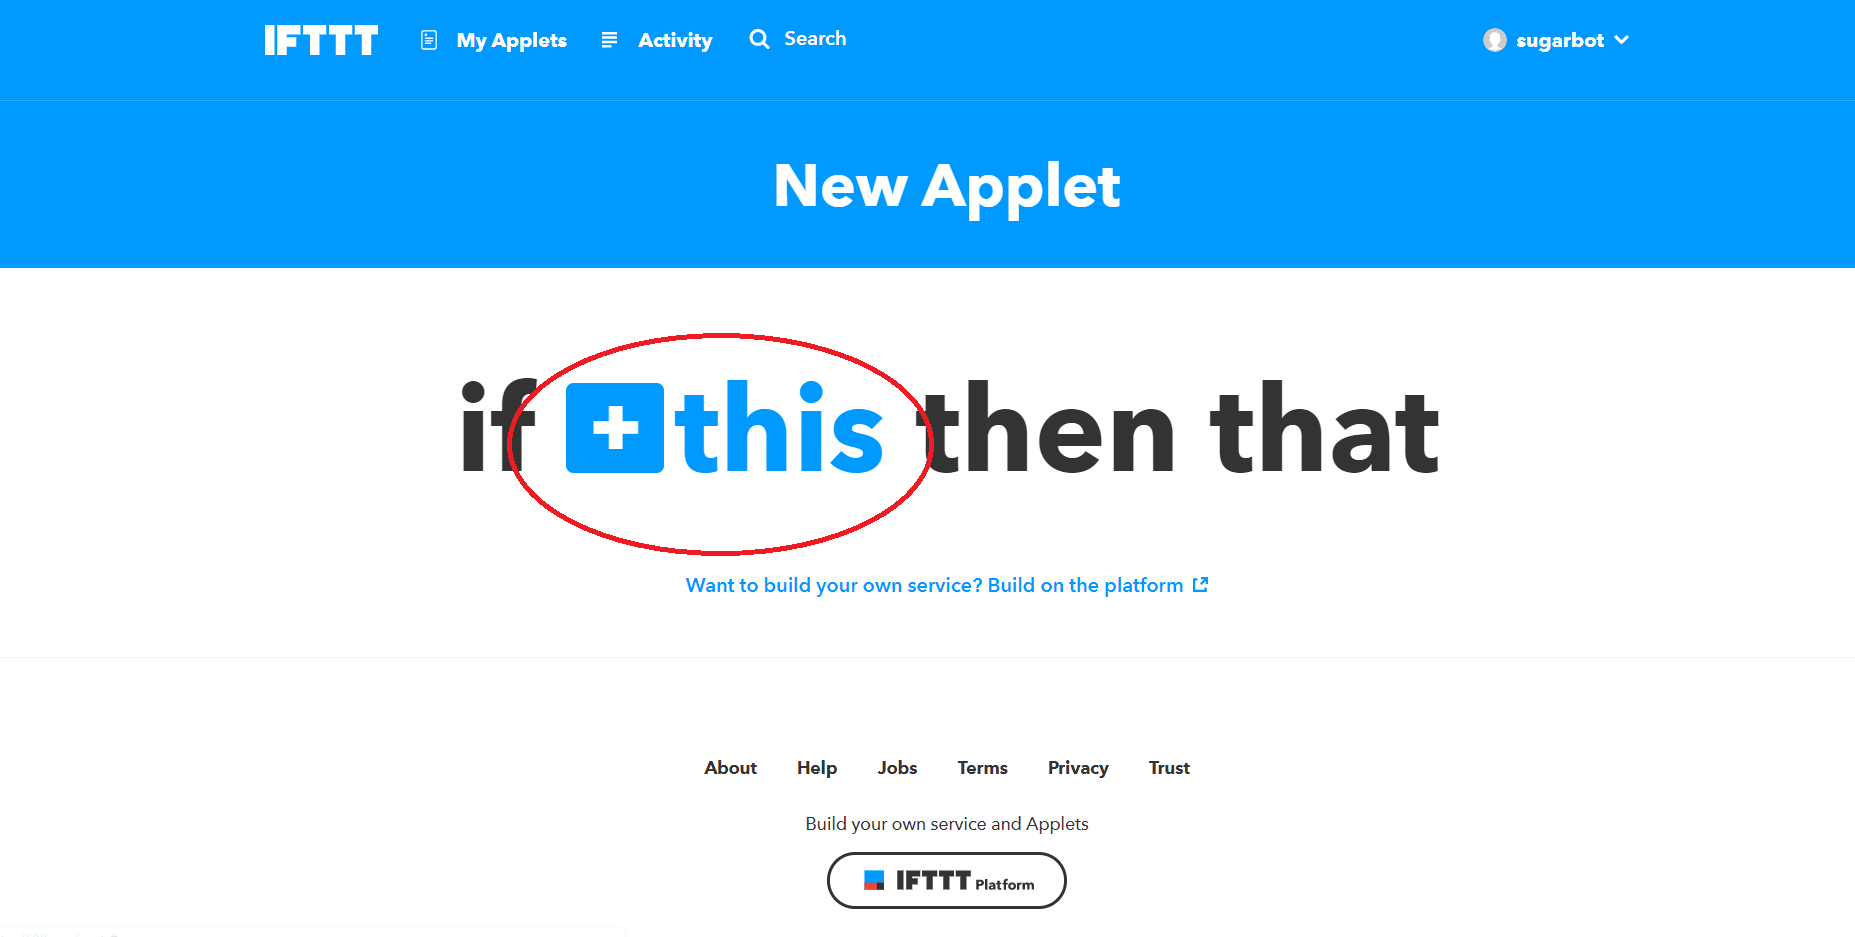 IFTTT My Applets Activity Search sugarbot
New Applet
if +this then that
Want to build your own service? Build on the platform
About Help Jobs Terms Privacy Trust
Build your own service and Applets
IFTTT Platform